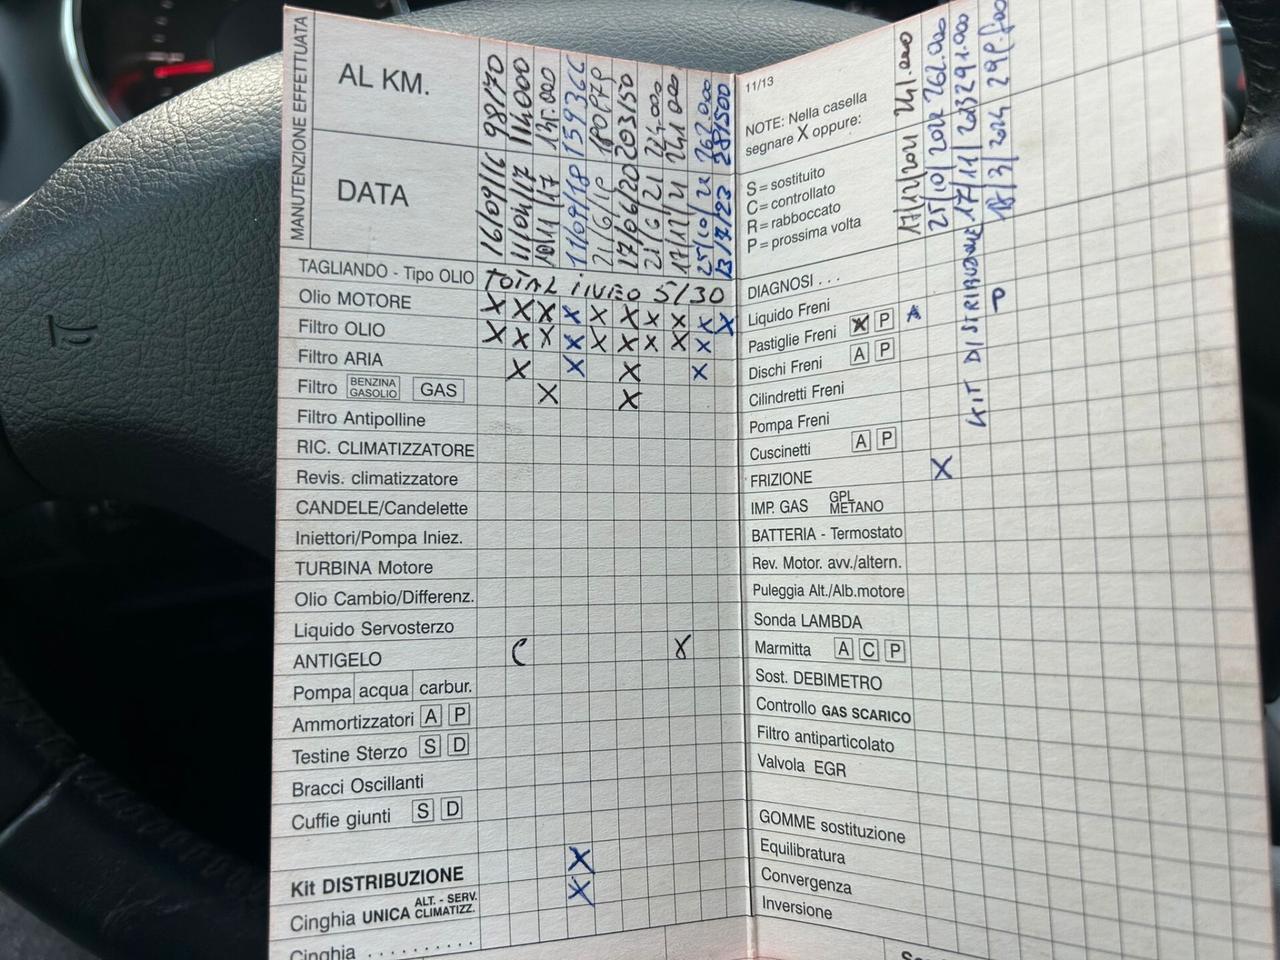 MANUTENZIONE EFFETTUATA
AL KM.
98170
114000
135.000
159366
203150
241.000
262.000
281500
DATA
16/09/16
11/04/17
10/11/17
11/09/18
21/6/19
17/06/20
21/6/21
17/11/21
25/10/22
13/7/23
TAGLIANDO - Tipo OLIO TOTAL iNEO 5/30
Olio MOTORE X X X X X X X X X X
Filtro OLIO X X X X X X X X X
Filtro ARIA X X X X
Filtro BENZINA GASOLIO GAS X X
Filtro Antipolline
RIC. CLIMATIZZATORE
Revis. climatizzatore
CANDELE/Candelette
Iniettori/Pompa Iniez.
TURBINA Motore
Olio Cambio/Differenz.
Liquido Servosterzo
ANTIGELO C
Pompa acqua carbur.
Ammortizzatori A P
Testine Sterzo S D
Bracci Oscillanti
Cuffie giunti S D
Kit DISTRIBUZIONE X
Cinghia UNICA ALT. - SERV. CLIMATIZZ. X
Cinghia . . . . . . . . . .
11/13
NOTE: Nella casella
segnare X oppure:
S = sostituito
C = controllato
R = rabboccato
P = prossima volta
17/12/2021 241.000
25/10/2022 262.000
17/11/2023 291.000
KIT DISTRIBUZIONE
18/3/2024
DIAGNOSI . . .
Liquido Freni
Pastiglie Freni A P
P
Dischi Freni A P
Cilindretti Freni
Pompa Freni
Cuscinetti A P
FRIZIONE X
IMP. GAS GPL METANO
BATTERIA - Termostato
Rev. Motor. avv./altern.
Puleggia Alt./Alb.motore
Sonda LAMBDA
Marmitta A C P
Sost. DEBIMETRO
Controllo GAS SCARICO
Filtro antiparticolato
Valvola EGR
GOMME sostituzione
Equilibratura
Convergenza
Inversione